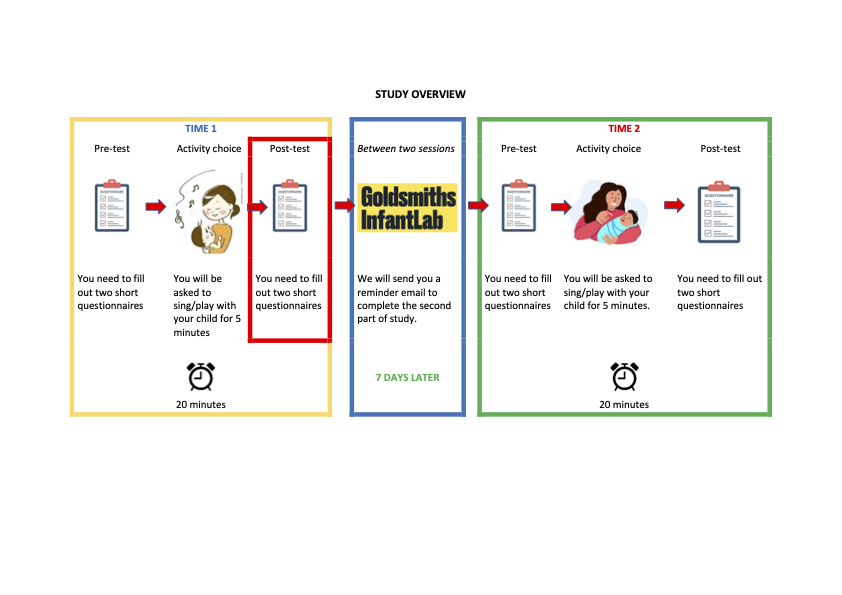 STUDY OVERVIEW
TIME 1
Pre-test
Activity choice
Post-test
QUESTIONNAIRE
QUESTIONNAIRE
You need to fill
out two short
questionnaires
You will be
asked to
sing/play with
your child for 5
minutes
You need to fill
out two short
questionnaires
20 minutes
Between two sessions
Goldsmiths
InfantLab
We will send you a
reminder email to
complete the second
part of study.
7 DAYS LATER
TIME 2
Pre-test
Activity choice
Post-test
QUESTIONNAIRE
QUESTIONNAIRE
You need to fill
out two short
questionnaires
You will be asked to
sing/play with your
child for 5 minutes.
You need to fill out
two short
questionnaires
20 minutes